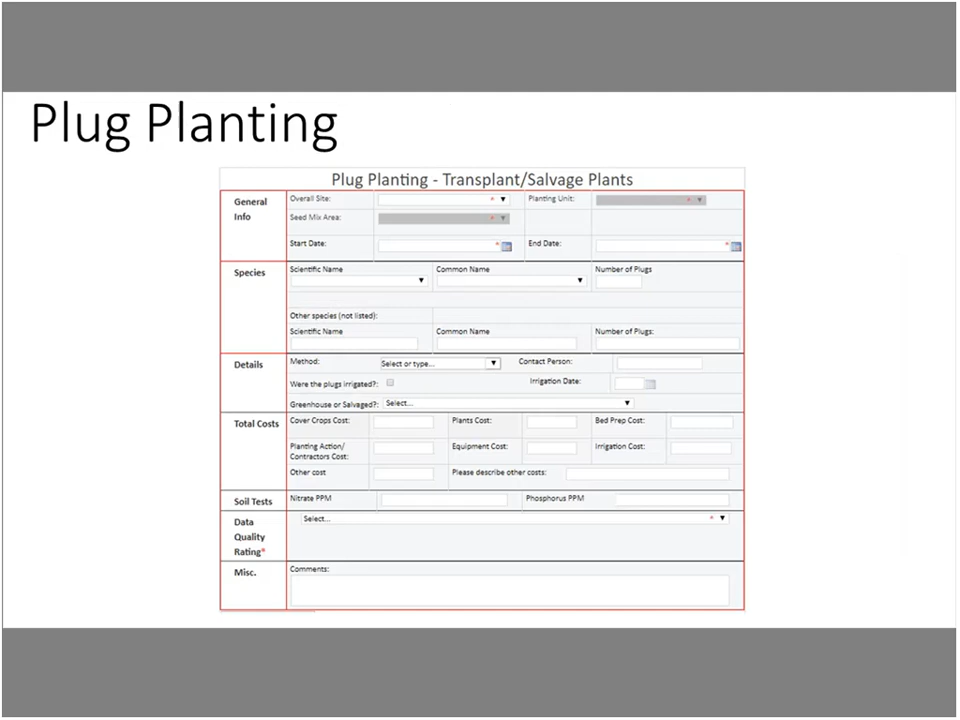 Plug Planting
Plug Planting - Transplant/Salvage Plants
General Info
Overall Site: * Planting Unit: *
Seed Mix Area: *
Start Date: * End Date: *
Species
Scientific Name Common Name Number of Plugs
Other species (not listed):
Scientific Name Common Name Number of Plugs:
Details
Method: Select or type... Contact Person:
Were the plugs irrigated?: Irrigation Date:
Greenhouse or Salvaged?: Select...
Total Costs
Cover Crops Cost: Plants Cost: Bed Prep Cost:
Planting Action/ Equipment Cost: Irrigation Cost:
Contractors Cost:
Other cost Please describe other costs:
Soil Tests
Nitrate PPM Phosphorus PPM
Data
Quality
Rating*
Select... *
Misc.
Comments: